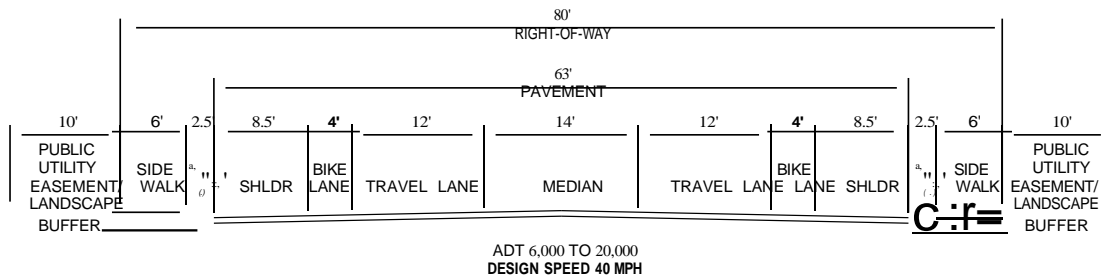 80'
RIGHT-OF-WAY
63'
PAVEMENT
10' 6' 2.5' 8.5' 4' 12' 14' 12' 4' 8.5' 2.5' 6' 10'
PUBLIC UTILITY EASEMENT/ LANDSCAPE BUFFER
SIDE WALK
SHLDR
BIKE LANE
TRAVEL LANE
MEDIAN
TRAVEL LANE
BIKE LANE
SHLDR
SIDE WALK
PUBLIC UTILITY EASEMENT/ LANDSCAPE BUFFER
ADT 6,000 TO 20,000
DESIGN SPEED 40 MPH